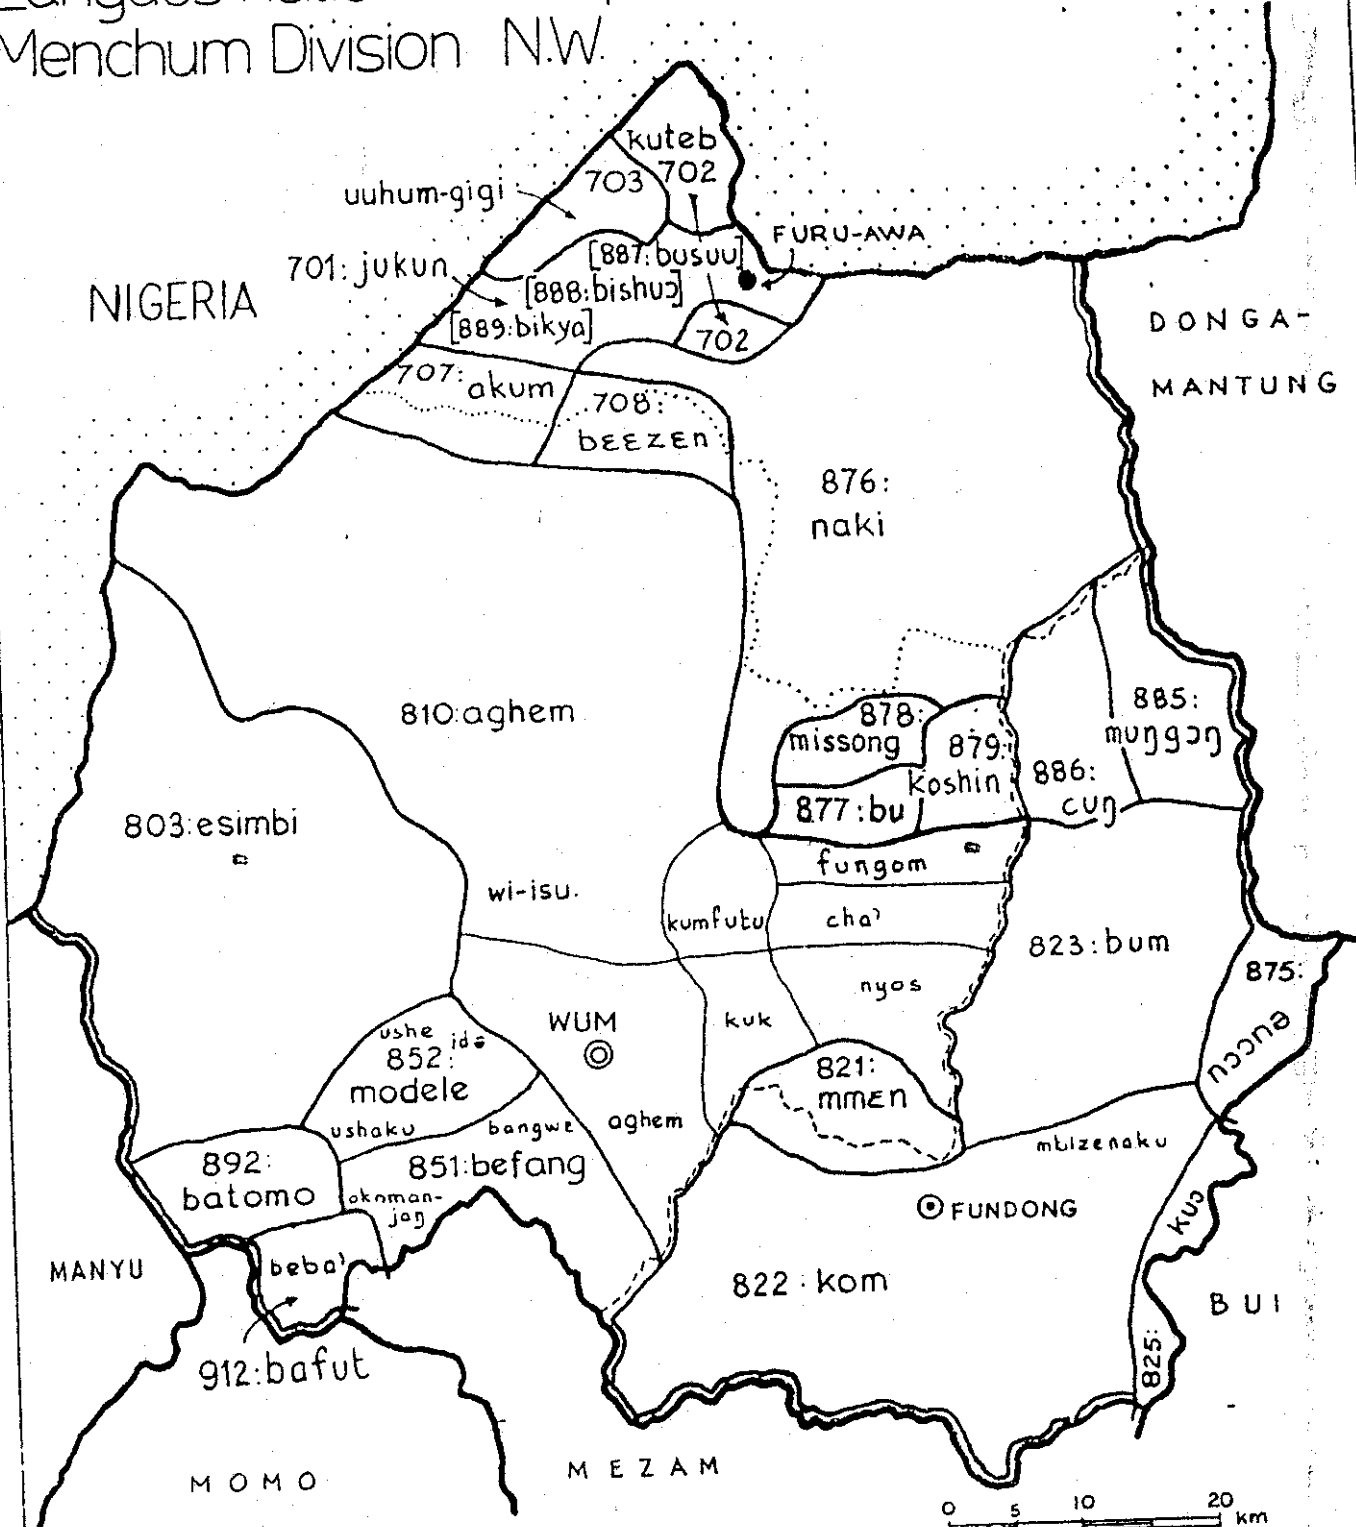 Menchum Division N.W.
kuteb
703
702
uuhum-gigi
FURU-AWA
[887:busuu]
701: jukun
[888:bishuɔ]
NIGERIA
[889:bikya]
DONGA-
MANTUNG
702
707:
akum
708:
bɛɛzɛn
876:
naki
810:aghem
878:
missong
885:
muŋgɔŋ
879:
koshin
886:
cuŋ
877:bu
803:esimbi
fungom
wi-isu.
kumfutu
cha'
823:bum
875:
nɔɔnə
nyos
WUM
kuk
ushe
idə
852:
modele
821:
mmɛn
aghem
ushaku
bangwe
mbizenaku
892:
batomo
851:befang
okoman-
jaŋ
FUNDONG
kuɔ
MANYU
beba'
822:kom
BUI
825:
912:bafut
MOMO
MEZAM
0 5 10 20
km